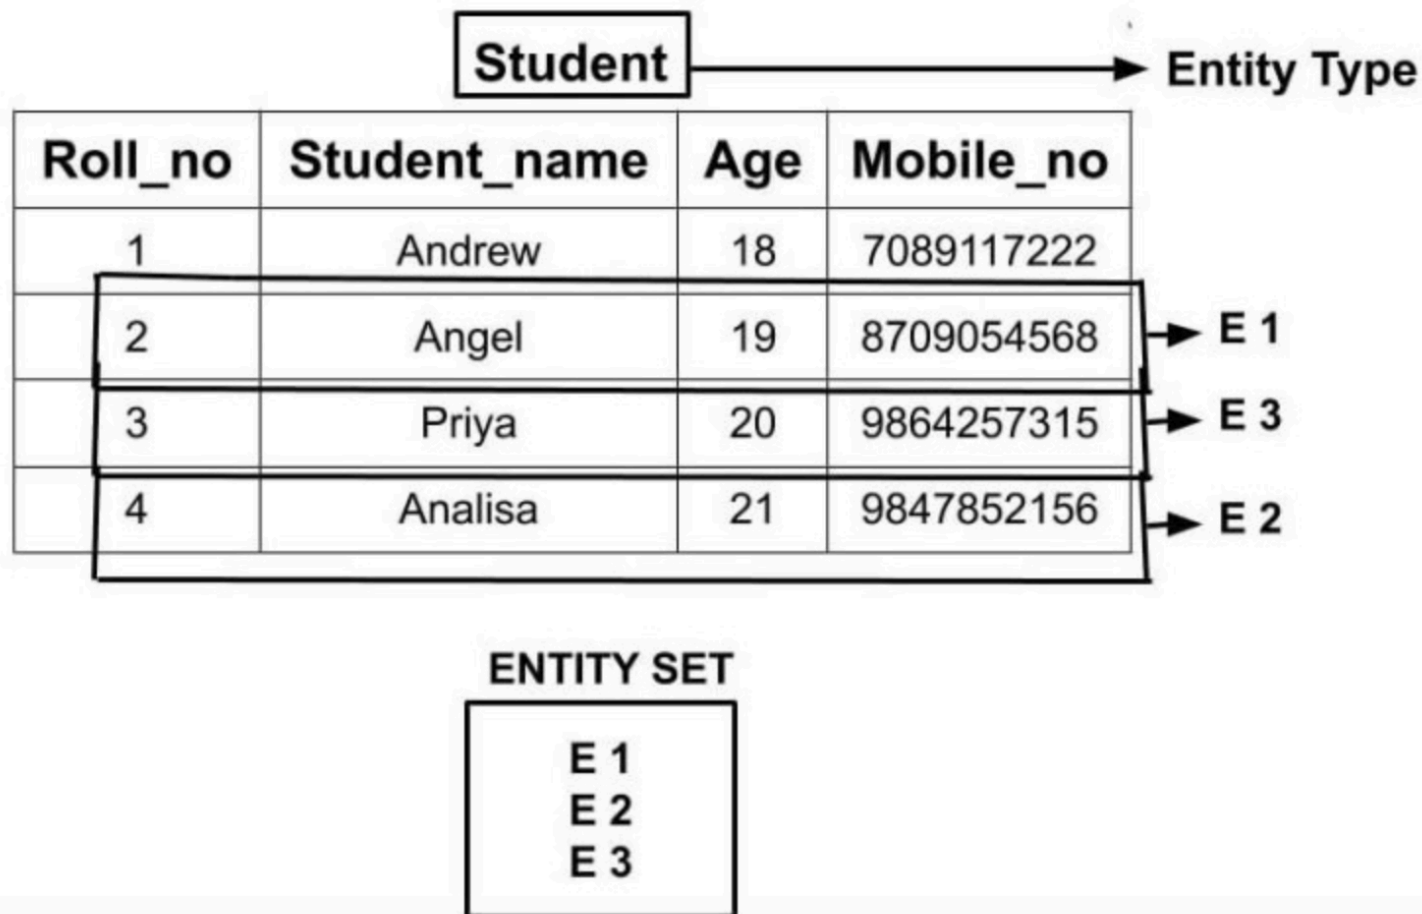 Student Entity Type
Roll_no Student_name Age Mobile_no
1 Andrew 18 7089117222
2 Angel 19 8709054568 E 1
3 Priya 20 9864257315 E 3
4 Analisa 21 9847852156 E 2
ENTITY SET
E 1
E 2
E 3